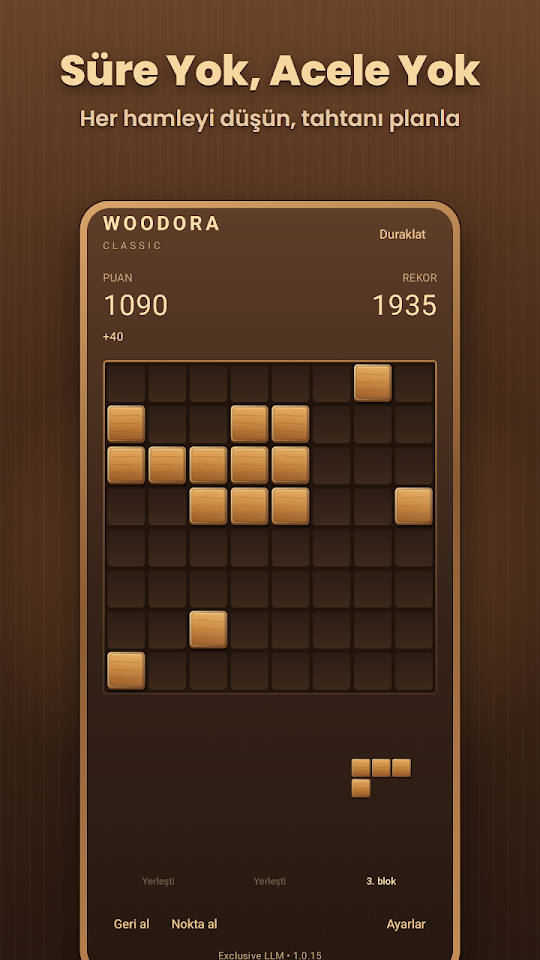 Süre Yok, Acele Yok
Her hamleyi düşün, tahtanı planla
WOODORA
CLASSIC
Duraklat
PUAN
REKOR
1090
1935
+40
Yerleşti
Yerleşti
3. blok
Geri al
Nokta al
Ayarlar
Exclusive LLM • 1.0.15